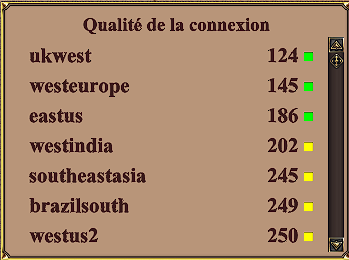 Qualité de la connexion
ukwest 124
westeurope 145
eastus 186
westindia 202
southeastasia 245
brazilsouth 249
westus2 250